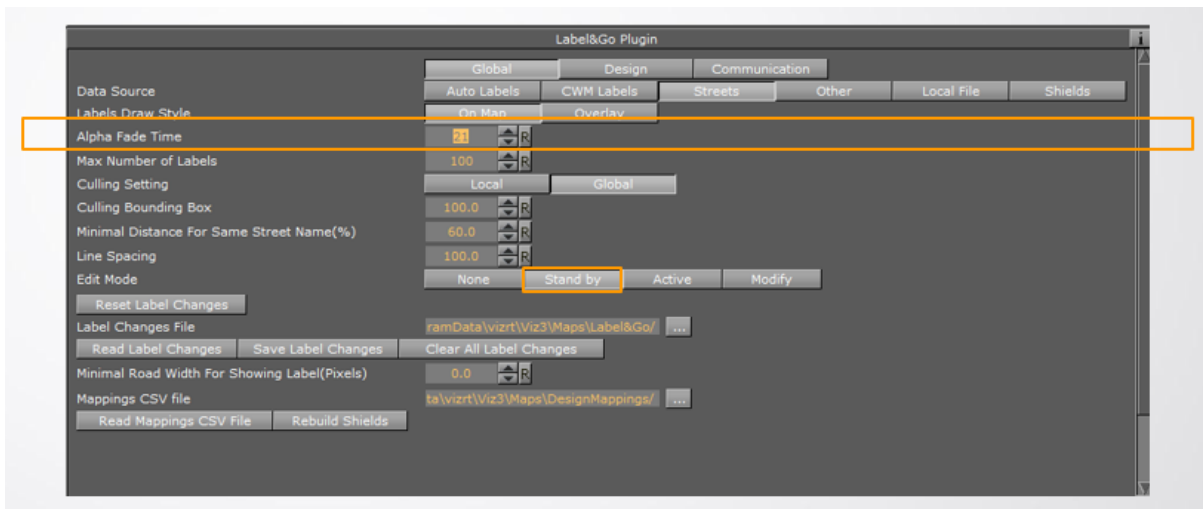 Label&Go Plugin i
Global Design Communication
Data Source Auto Labels CWM Labels Streets Other Local File Shields
Labels Draw Style On Map Overlay
Alpha Fade Time 21 R
Max Number of Labels 100 R
Culling Setting Local Global
Culling Bounding Box 100.0 R
Minimal Distance For Same Street Name(%) 60.0 R
Line Spacing 100.0 R
Edit Mode None Stand by Active Modify
Reset Label Changes
Label Changes File ramData\vizrt\Viz3\Maps\Label&Go/ ...
Read Label Changes Save Label Changes Clear All Label Changes
Minimal Road Width For Showing Label(Pixels) 0.0 R
Mappings CSV file ta\vizrt\Viz3\Maps\DesignMappings/ ...
Read Mappings CSV File Rebuild Shields